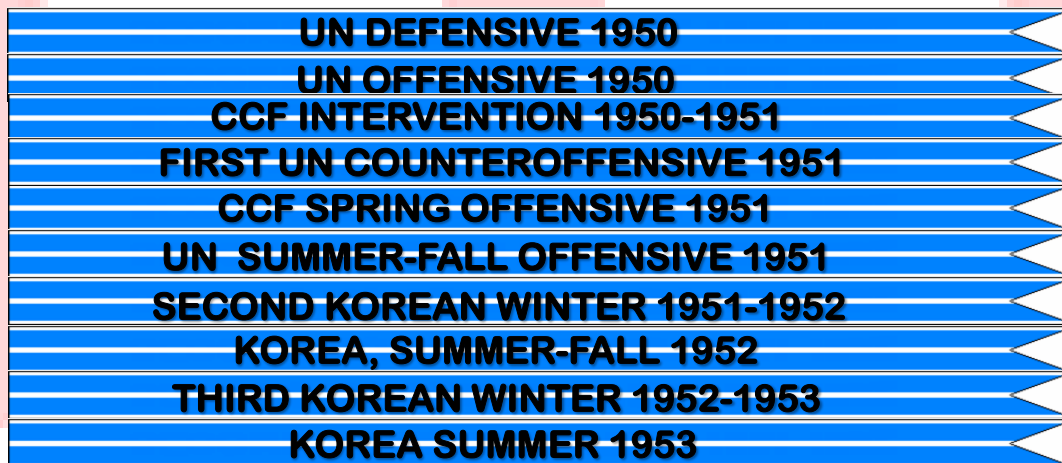 UN DEFENSIVE 1950
UN OFFENSIVE 1950
CCF INTERVENTION 1950-1951
FIRST UN COUNTEROFFENSIVE 1951
CCF SPRING OFFENSIVE 1951
UN SUMMER-FALL OFFENSIVE 1951
SECOND KOREAN WINTER 1951-1952
KOREA, SUMMER-FALL 1952
THIRD KOREAN WINTER 1952-1953
KOREA SUMMER 1953